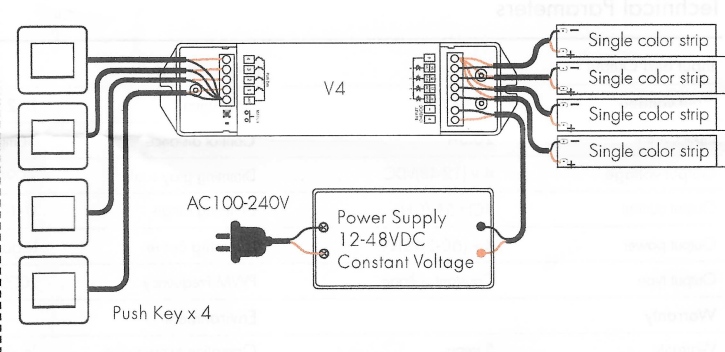 Technical Parameters
V4
Single color strip
Single color strip
Single color strip
Single color strip
AC100-240V
Power Supply
12-48VDC
Constant Voltage
Push Key x 4